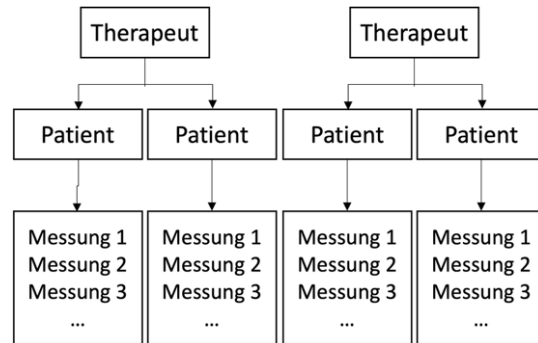 Therapeut
Therapeut
Patient
Patient
Patient
Patient
Messung 1
Messung 2
Messung 3
...
Messung 1
Messung 2
Messung 3
...
Messung 1
Messung 2
Messung 3
...
Messung 1
Messung 2
Messung 3
...